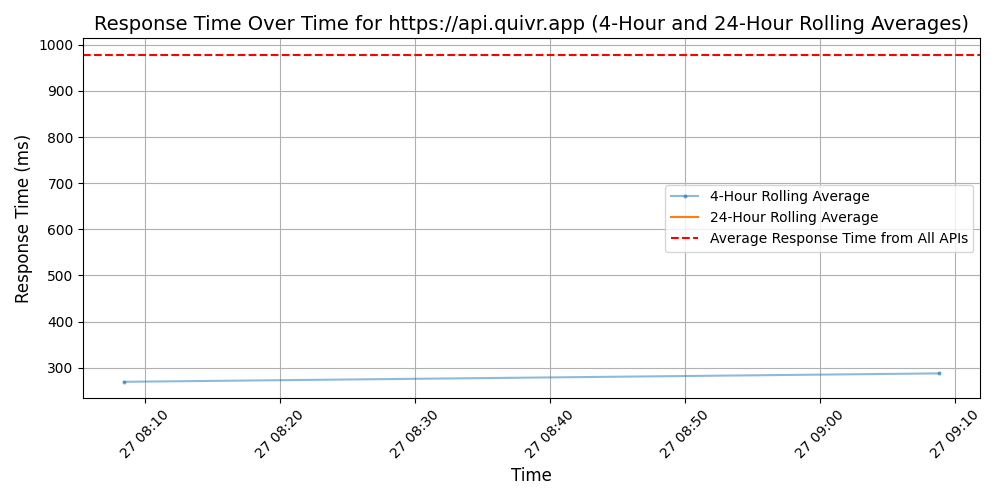 Response Time Over Time for https://api.quivr.app (4-Hour and 24-Hour Rolling Averages)
Response Time (ms)
1000
900
800
700
600
500
400
300
4-Hour Rolling Average
24-Hour Rolling Average
Average Response Time from All APIs
27 08:10
27 08:20
27 08:30
27 08:40
27 08:50
27 09:00
27 09:10
Time